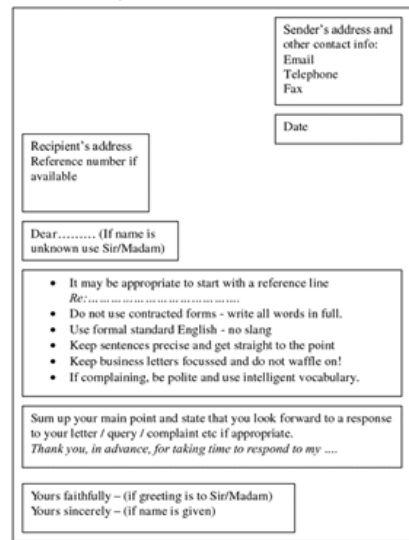 Sender's address and
other contact info:
Email
Telephone
Fax
Date
Recipient's address
Reference number if
available
Dear……… (If name is
unknown use Sir/Madam)
• It may be appropriate to start with a reference line
Re:……………………………….
• Do not use contracted forms - write all words in full.
• Use formal standard English - no slang
• Keep sentences precise and get straight to the point
• Keep business letters focussed and do not waffle on!
• If complaining, be polite and use intelligent vocabulary.
Sum up your main point and state that you look forward to a response
to your letter / query / complaint etc if appropriate.
Thank you, in advance, for taking time to respond to my ….
Yours faithfully – (if greeting is to Sir/Madam)
Yours sincerely – (if name is given)